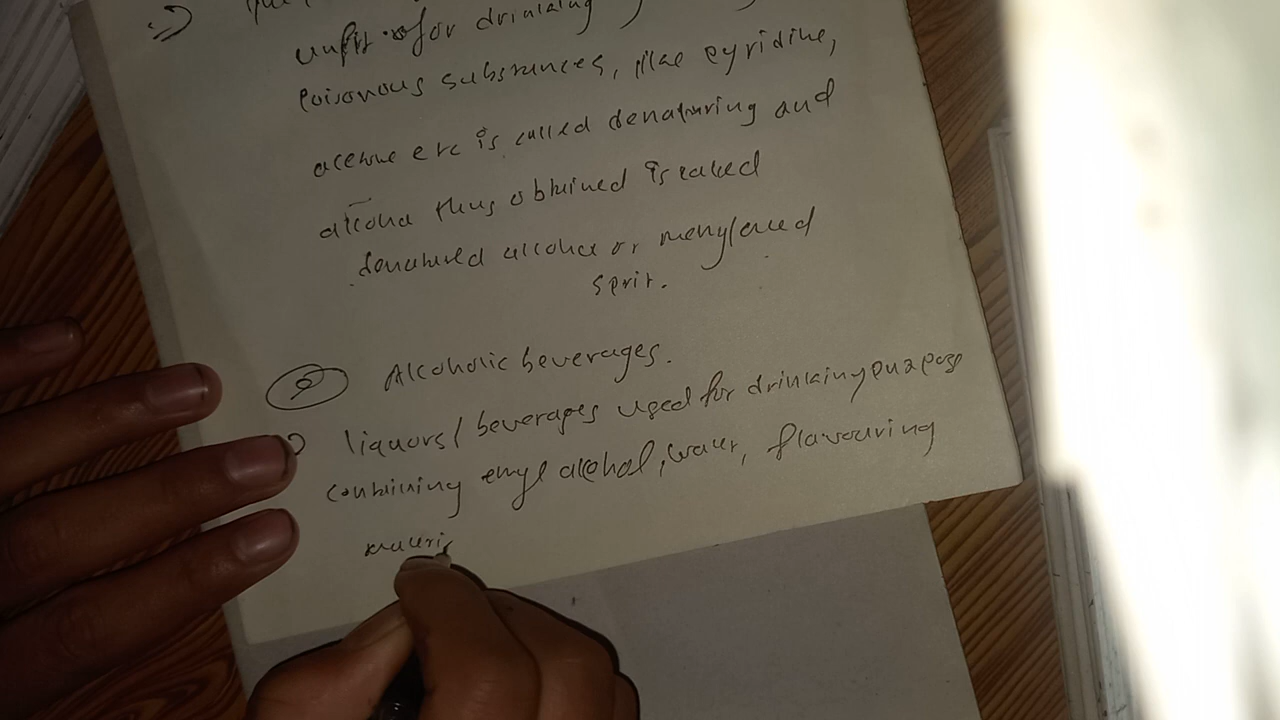 unfit for drinking
poisonous substances, like pyridine,
acetone etc is called denaturing and
alcohol thus obtained is called
denatured alcohol or methylated
sprit.
Alcoholic beverages.
liquors/ beverages used for drinking purpose
containing ethyl alcohol, water, flavouring
materi